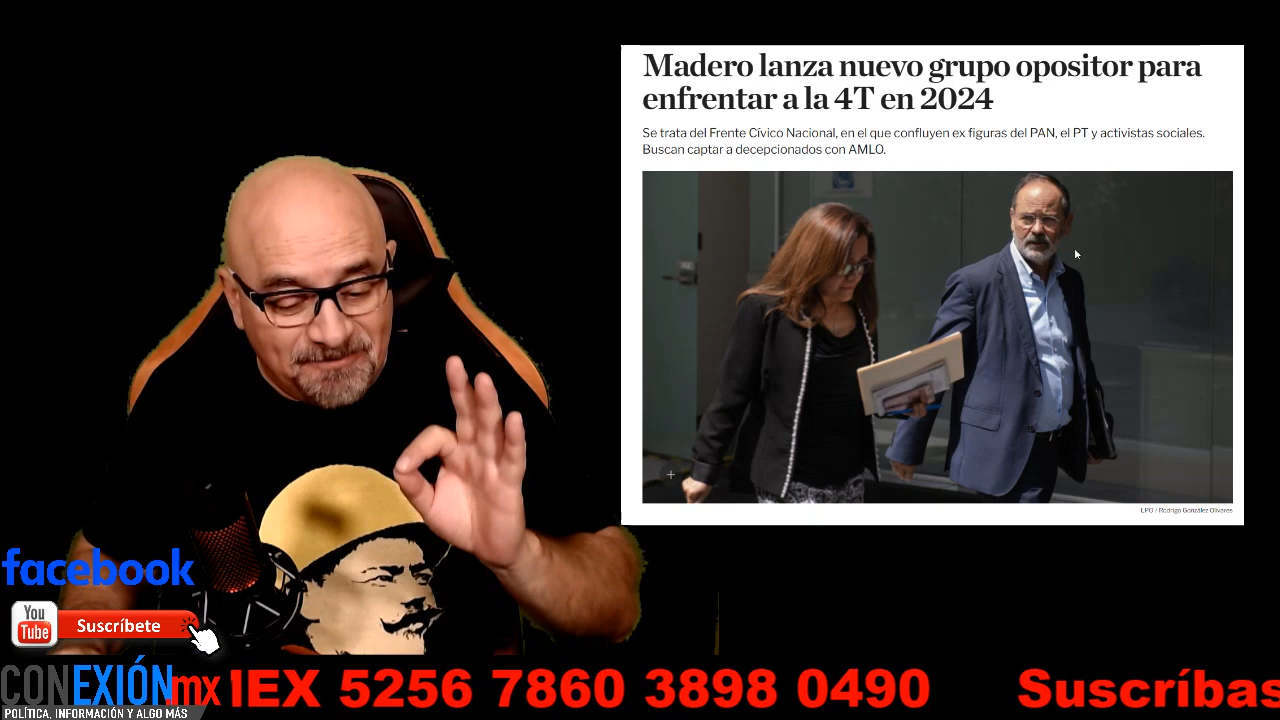 Madero lanza nuevo grupo opositor para
enfrentar a la 4T en 2024
Se trata del Frente Cívico Nacional, en el que confluyen ex figuras del PAN, el PT y activistas sociales.
Buscan captar a decepcionados con AMLO.
LPO / Rodrigo González Olivares
facebook
You
Tube
Suscríbete
CONEXIÓN mx
POLÍTICA, INFORMACIÓN Y ALGO MÁS
IEX 5256 7860 3898 0490 Suscríbas